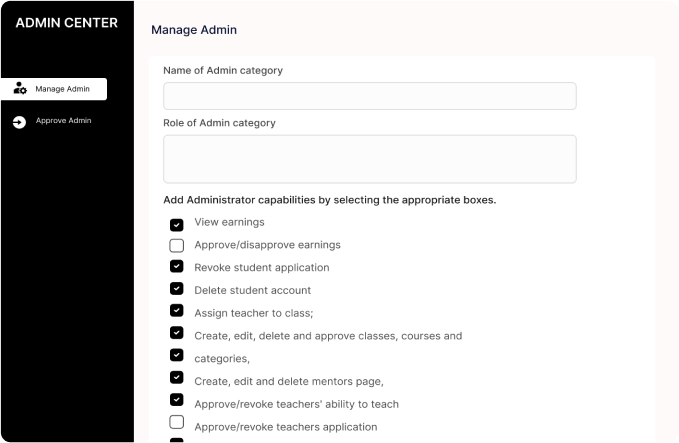 ADMIN CENTER
Manage Admin
Manage Admin
Approve Admin
Name of Admin category
Role of Admin category
Add Administrator capabilities by selecting the appropriate boxes.
View earnings
Approve/disapprove earnings
Revoke student application
Delete student account
Assign teacher to class;
Create, edit, delete and approve classes, courses and
categories,
Create, edit and delete mentors page,
Approve/revoke teachers' ability to teach
Approve/revoke teachers application